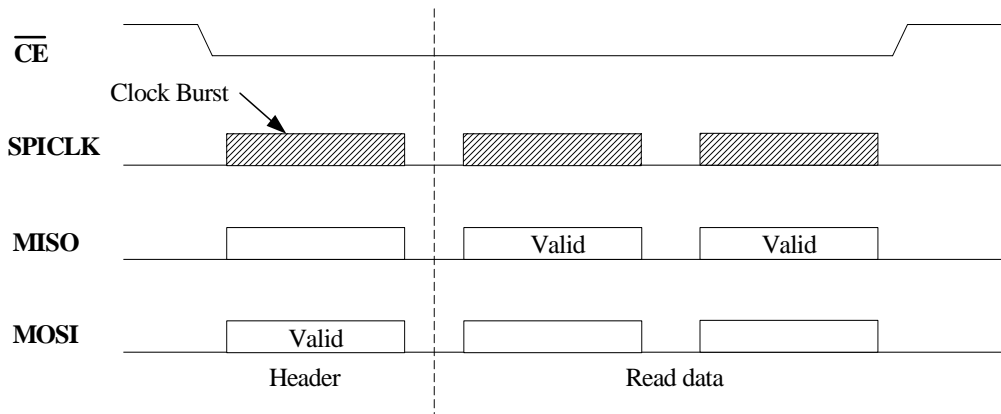 CE
Clock Burst
SPICLK
MISO
Valid
Valid
MOSI
Valid
Header
Read data